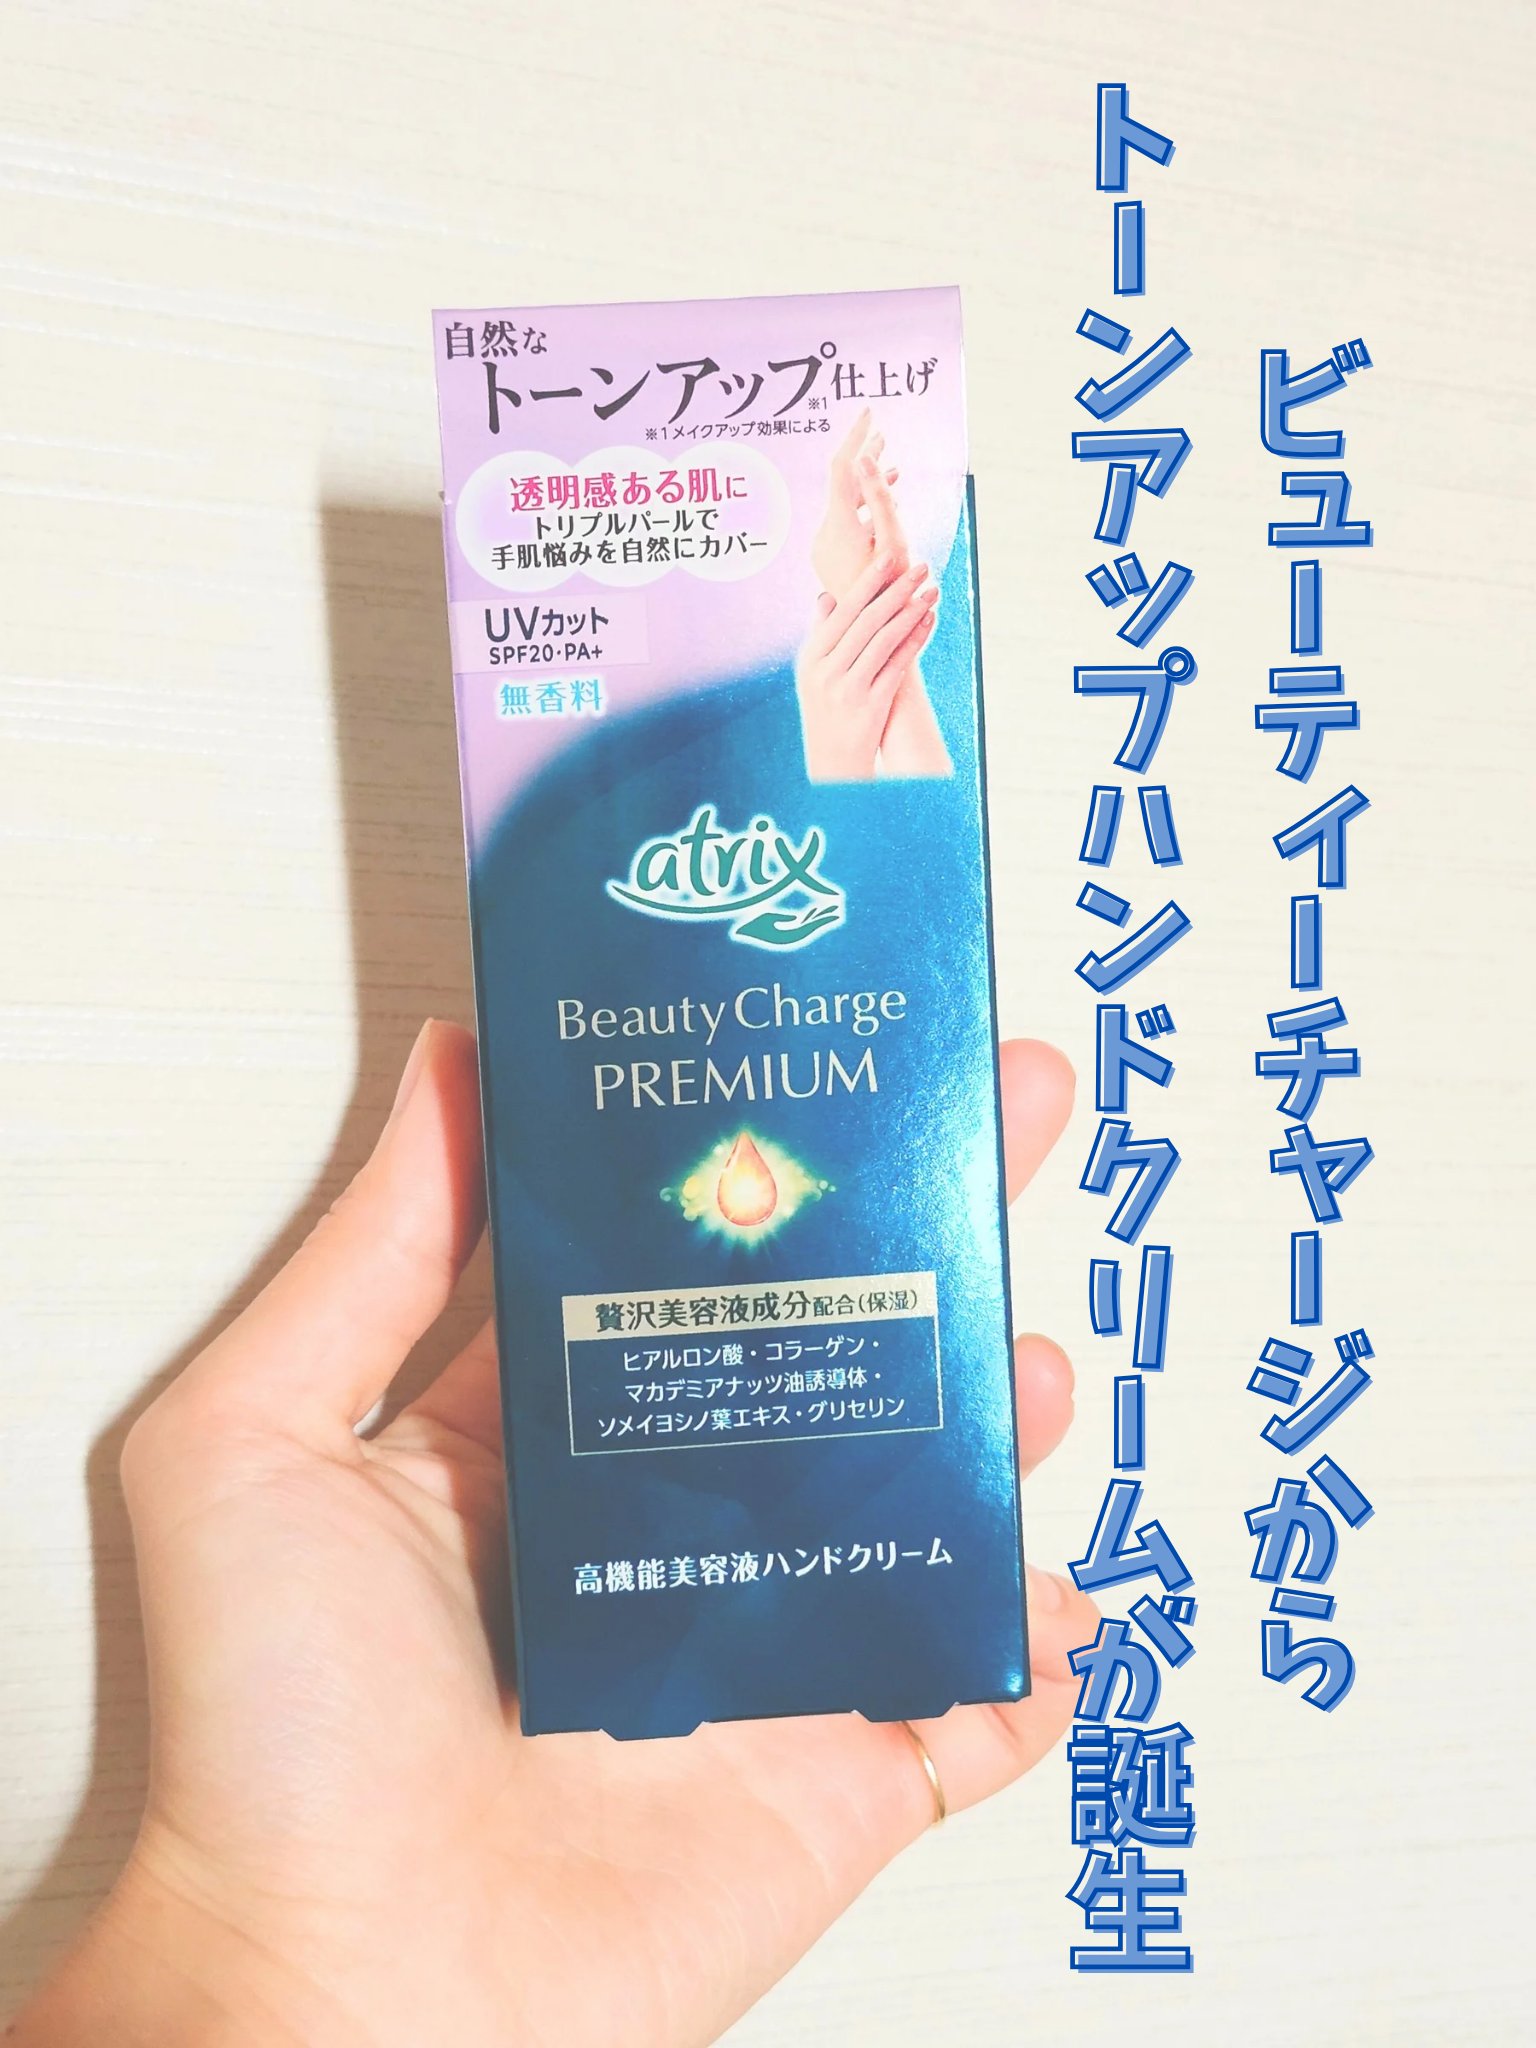 ビューティーチャージから
トーンアップハンドクリームが誕生
自然な
トーンアップ※1仕上げ
※1メイクアップ効果による
透明感ある肌に
トリプルパールで
手肌悩みを自然にカバー
UVカット
SPF20・PA+
無香料
atrix
Beauty Charge
PREMIUM
贅沢美容液成分配合(保湿)
ヒアルロン酸・コラーゲン・
マカデミアナッツ油誘導体・
ソメイヨシノ葉エキス・グリセリン
高機能美容液ハンドクリーム